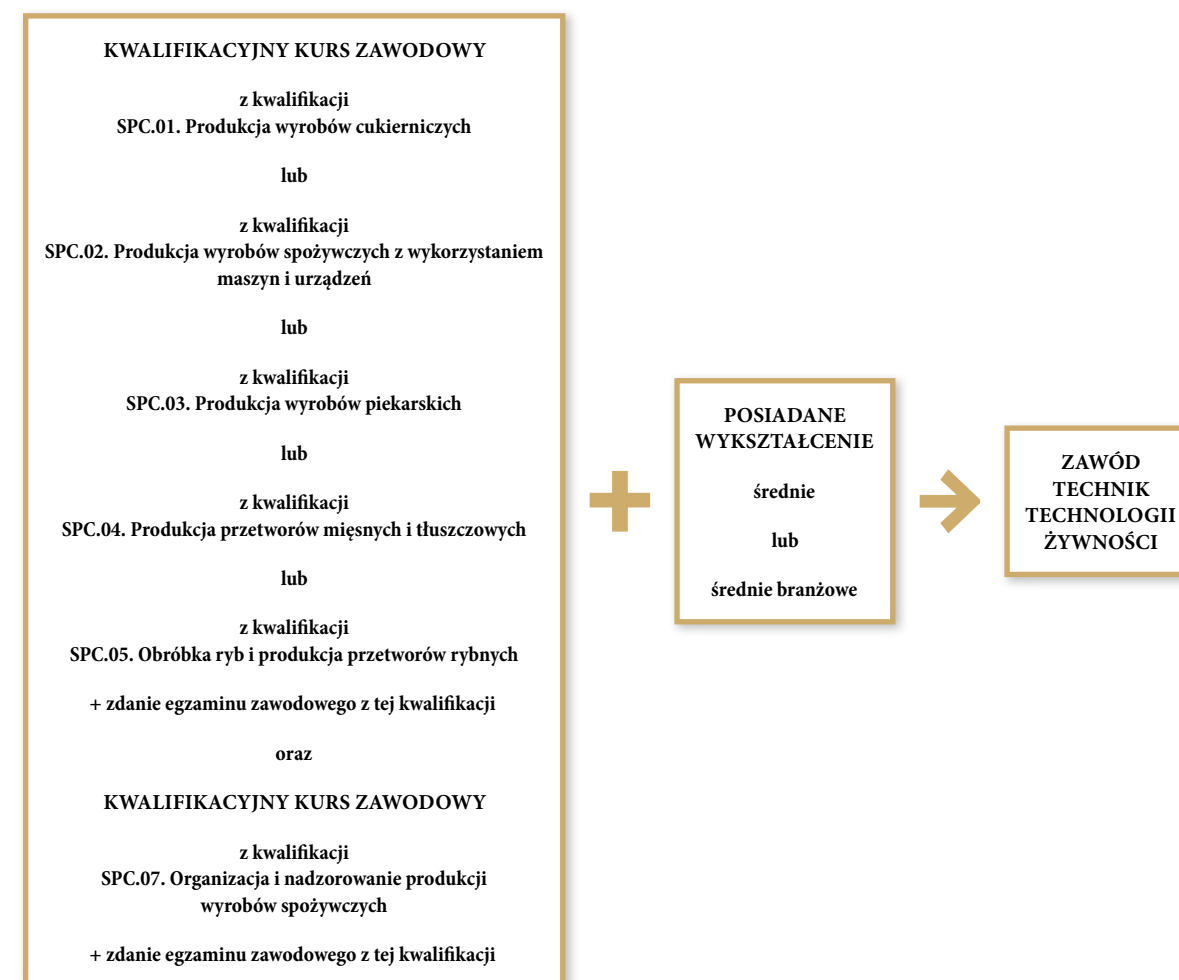 KWALIFIKACYJNY KURS ZAWODOWY
z kwalifikacji
SPC.01. Produkcja wyrobów cukierniczych
lub
z kwalifikacji
SPC.02. Produkcja wyrobów spożywczych z wykorzystaniem
maszyn i urządzeń
lub
z kwalifikacji
SPC.03. Produkcja wyrobów piekarskich
lub
z kwalifikacji
SPC.04. Produkcja przetworów mięsnych i tłuszczowych
lub
z kwalifikacji
SPC.05. Obróbka ryb i produkcja przetworów rybnych
+ zdanie egzaminu zawodowego z tej kwalifikacji
oraz
KWALIFIKACYJNY KURS ZAWODOWY
z kwalifikacji
SPC.07. Organizacja i nadzorowanie produkcji
wyrobów spożywczych
+ zdanie egzaminu zawodowego z tej kwalifikacji
+
POSIADANE
WYKSZTAŁCENIE
średnie
lub
średnie branżowe
ZAWÓD
TECHNIK
TECHNOLOGII
ŻYWNOŚCI